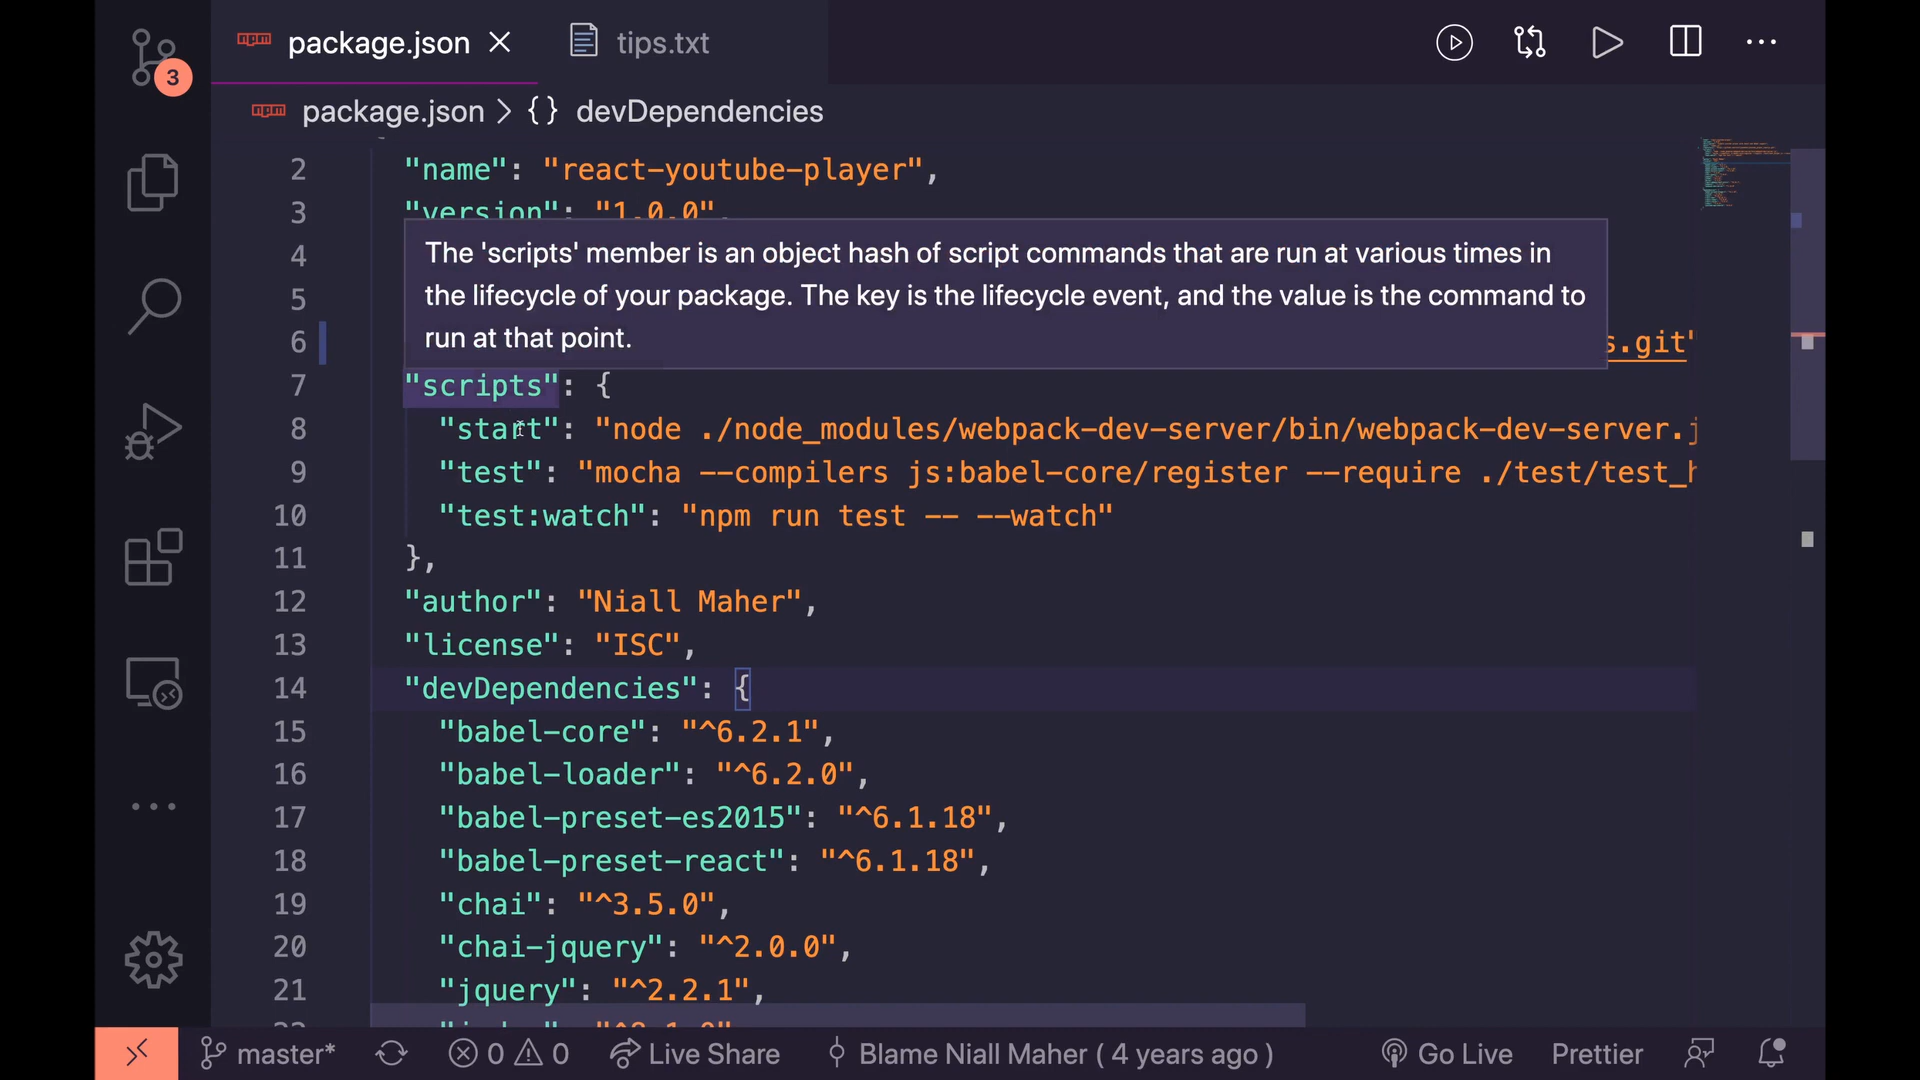 package.json
tips.txt
3
package.json > {} devDependencies
2 "name": "react-youtube-player",
3 "version": "1.0.0",
The 'scripts' member is an object hash of script commands that are run at various times in
4
the lifecycle of your package. The key is the lifecycle event, and the value is the command to
5
run at that point.
6 s.git"
7 "scripts": {
8 "start": "node ./node_modules/webpack-dev-server/bin/webpack-dev-server.j
9 "test": "mocha --compilers js:babel-core/register --require ./test/test_h
10 "test:watch": "npm run test -- --watch"
11 },
12 "author": "Niall Maher",
13 "license": "ISC",
14 "devDependencies": {
15 "babel-core": "^6.2.1",
16 "babel-loader": "^6.2.0",
17 "babel-preset-es2015": "^6.1.18",
18 "babel-preset-react": "^6.1.18",
19 "chai": "^3.5.0",
20 "chai-jquery": "^2.0.0",
21 "jquery": "^2.2.1",
master* 0 0 Live Share Blame Niall Maher ( 4 years ago ) Go Live Prettier